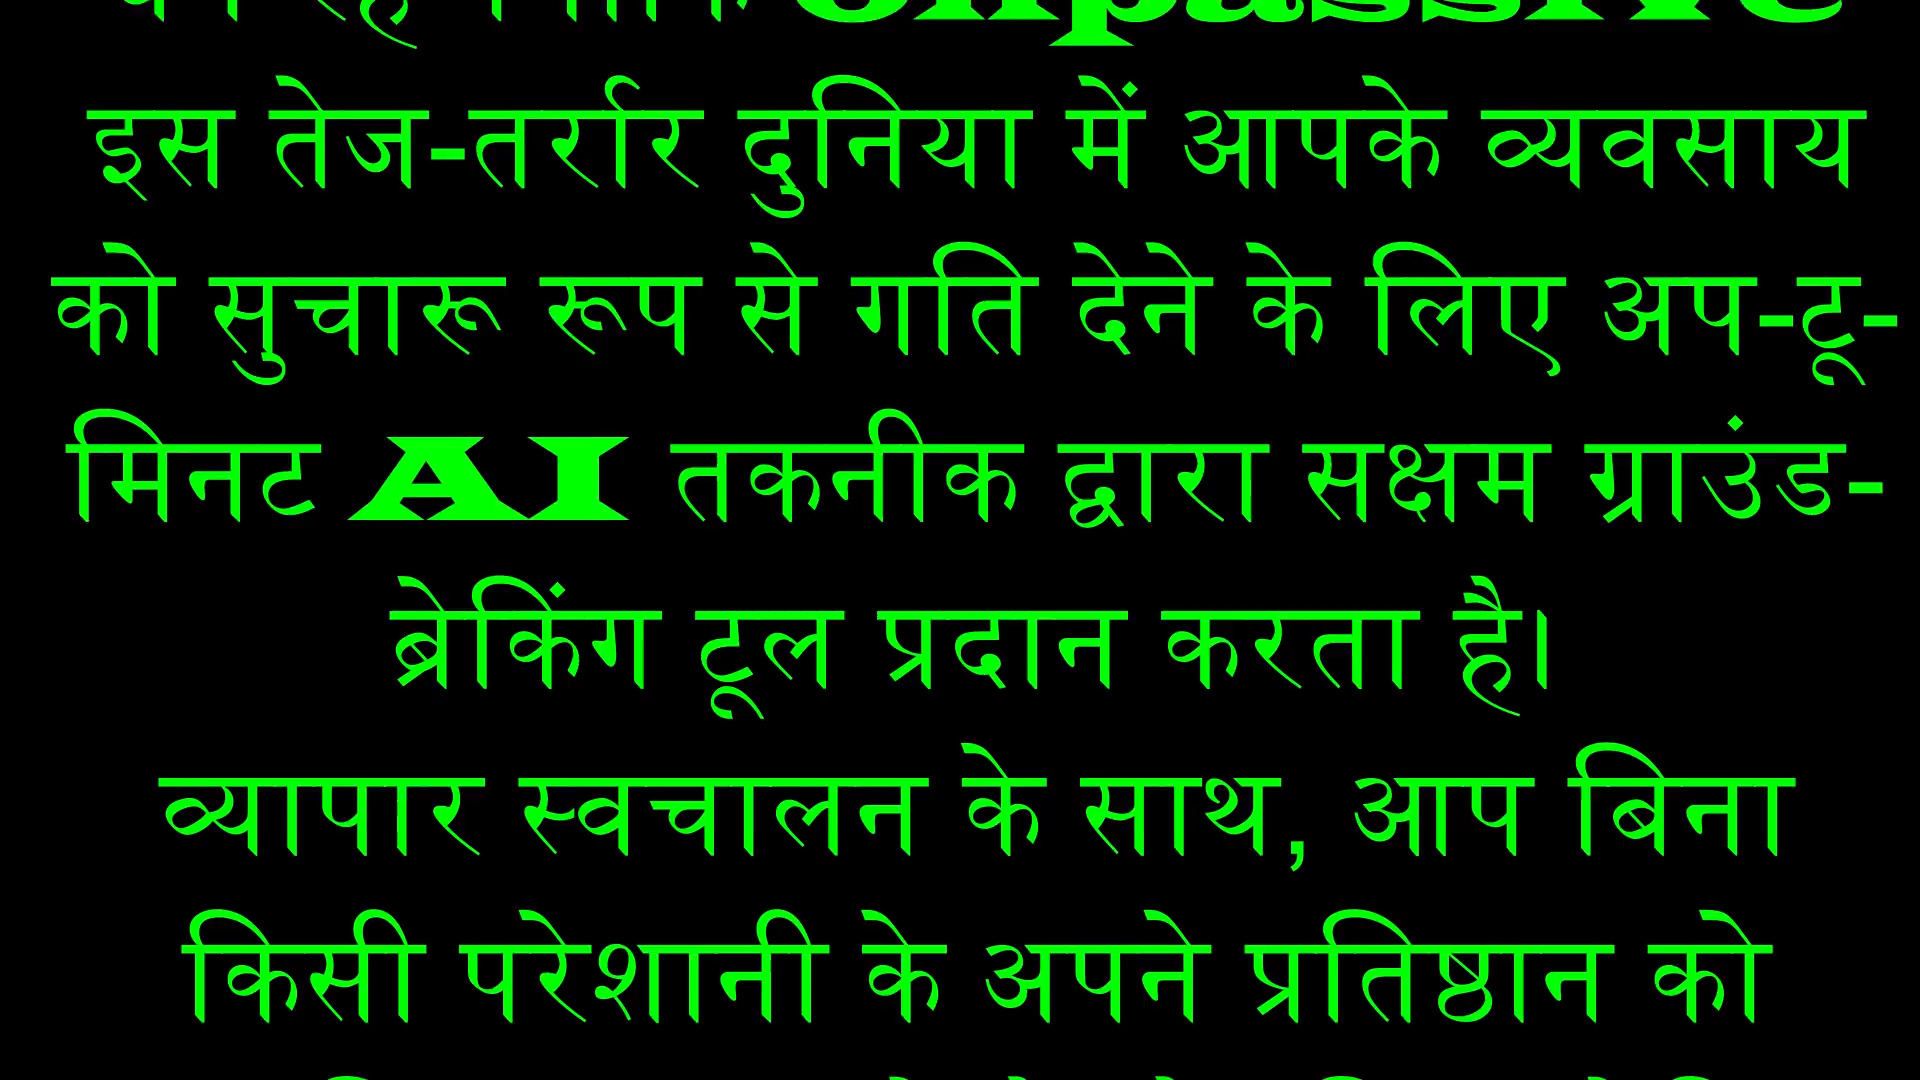 onpassive
इस तेज-तर्रार दुनिया में आपके व्यवसाय
को सुचारू रूप से गति देने के लिए अप-टू-
मिनट AI तकनीक द्वारा सक्षम ग्राउंड-
ब्रेकिंग टूल प्रदान करता है।
व्यापार स्वचालन के साथ, आप बिना
किसी परेशानी के अपने प्रतिष्ठान को